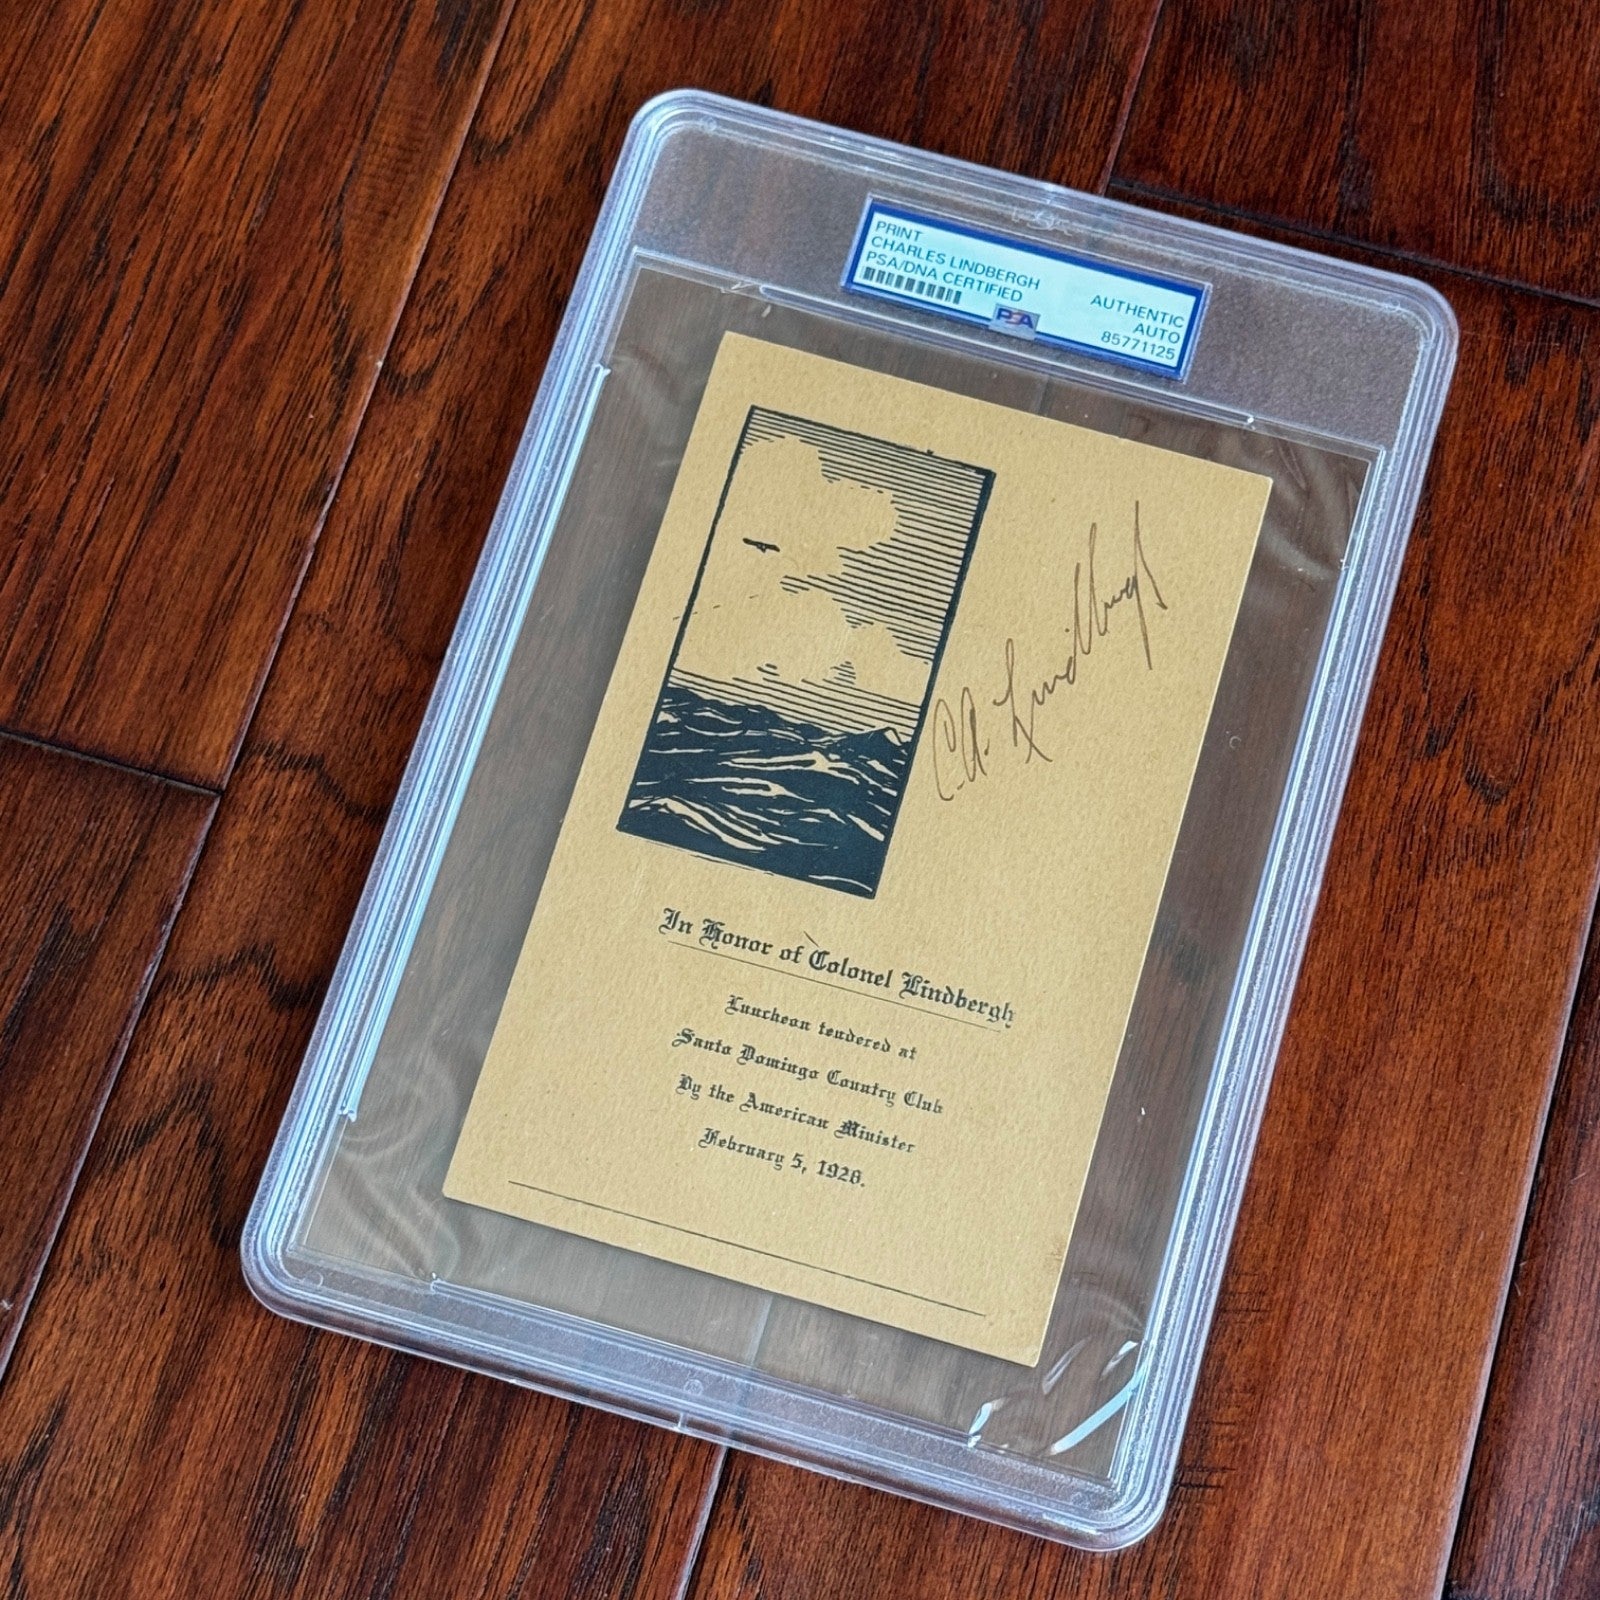 PRINT
CHARLES LINDBERGH
PSA/DNA CERTIFIED
AUTHENTIC
AUTO
85771125
PSA
C.A. Lindbergh
In Honor of Colonel Lindbergh
Luncheon tendered at
Santo Domingo Country Club
By the American Minister
February 5, 1928.